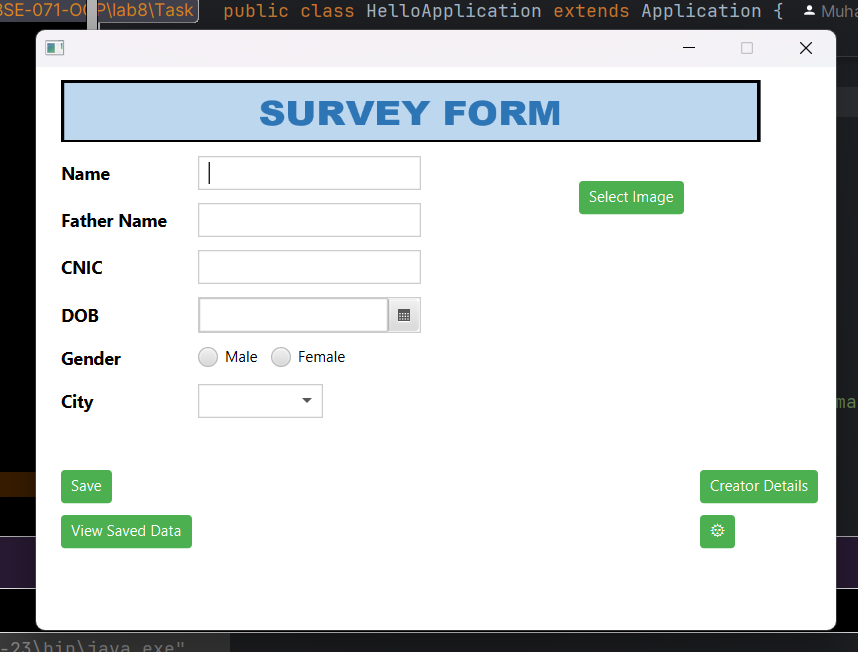 BSE-071-OOP\lab8\Task
public class HelloApplication extends Application {
Muha
SURVEY FORM
Name
Select Image
Father Name
CNIC
DOB
Gender
Male
Female
City
ma
Save
Creator Details
View Saved Data
-23\bin\java.exe"